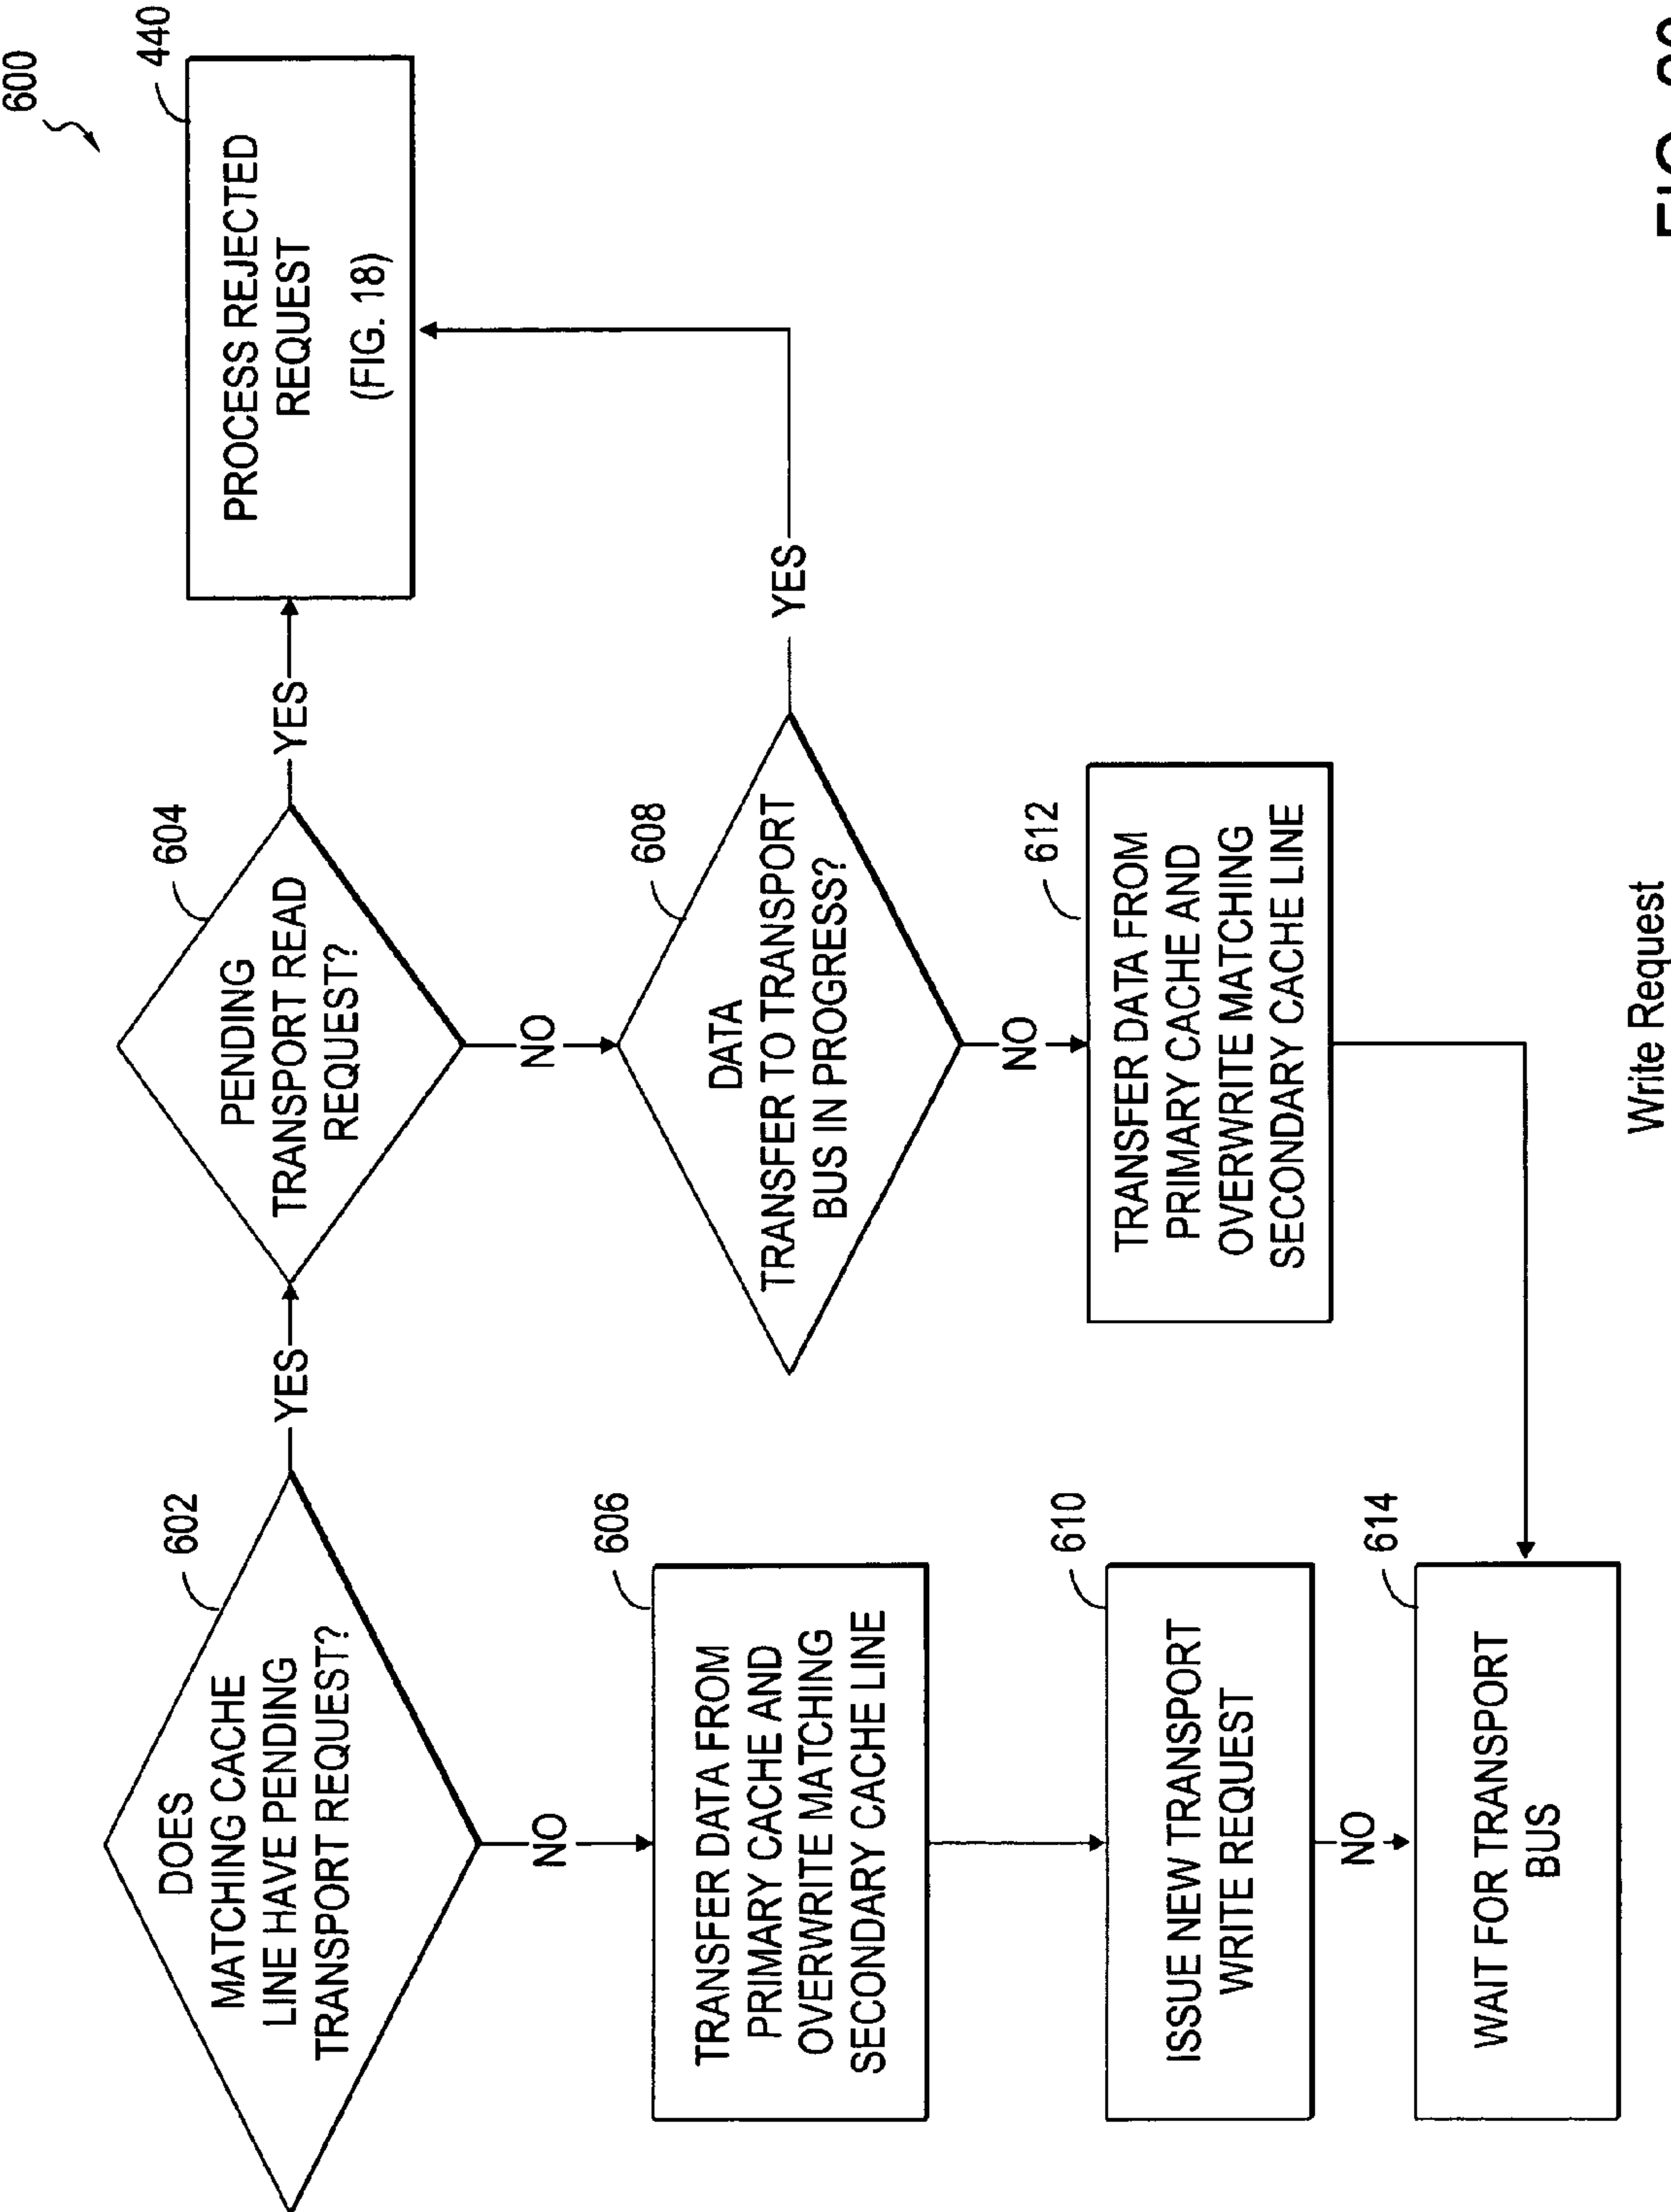 600
DOES
MATCHING CACHE
LINE HAVE PENDING
TRANSPORT REQUEST?
602
YES
PENDING
TRANSPORT READ
REQUEST?
604
YES
PROCESS REJECTED
REQUEST
(FIG. 18)
440
NO
NO
TRANSFER DATA FROM
PRIMARY CACHE AND
OVERWRITE MATCHING
SECONDARY CACHE LINE
606
DATA
TRANSFER TO TRANSPORT
BUS IN PROGRESS?
608
YES
NO
ISSUE NEW TRANSPORT
WRITE REQUEST
610
TRANSFER DATA FROM
PRIMARY CACHE AND
OVERWRITE MATCHING
SECONDARY CACHE LINE
612
NO
WAIT FOR TRANSPORT
BUS
614
Write Request
FIG.